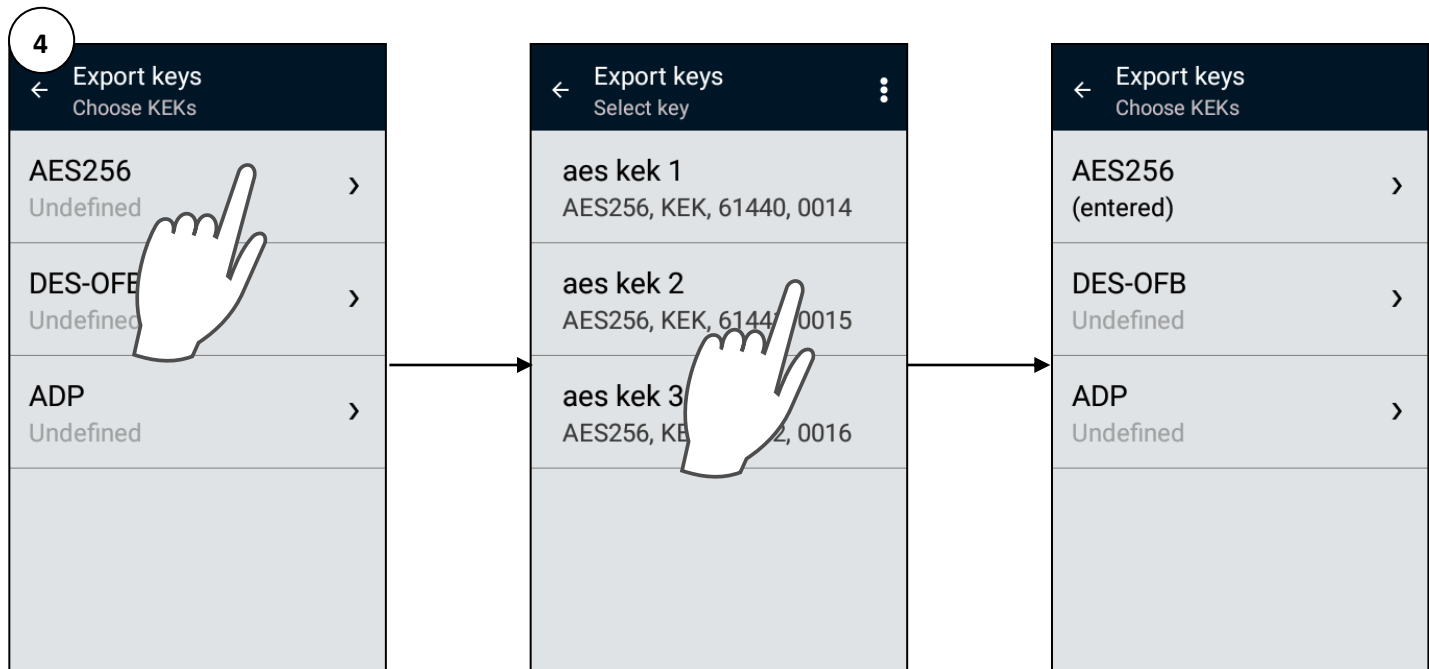 4
Export keys
Choose KEKs
AES256
Undefined
DES-OFB
Undefined
ADP
Undefined
Export keys
Select key
aes kek 1
AES256, KEK, 61440, 0014
aes kek 2
AES256, KEK, 0015
aes kek 3
AES256, 0016
Export keys
Choose KEKs
AES256
(entered)
DES-OFB
Undefined
ADP
Undefined